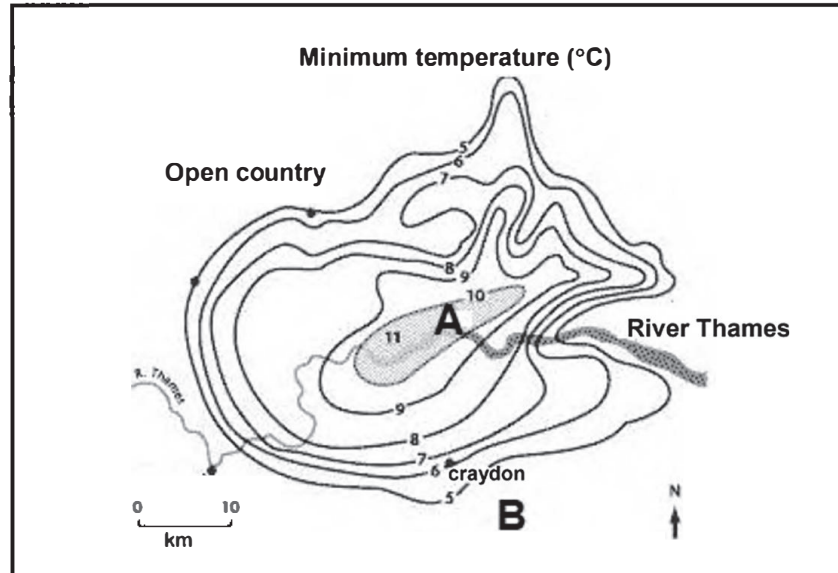 Minimum temperature (°C)
5
6
Open country
7
8
9
10
A
11
River Thames
R. Thames
9
8
7
6
craydon
5
0 10
km
B
N